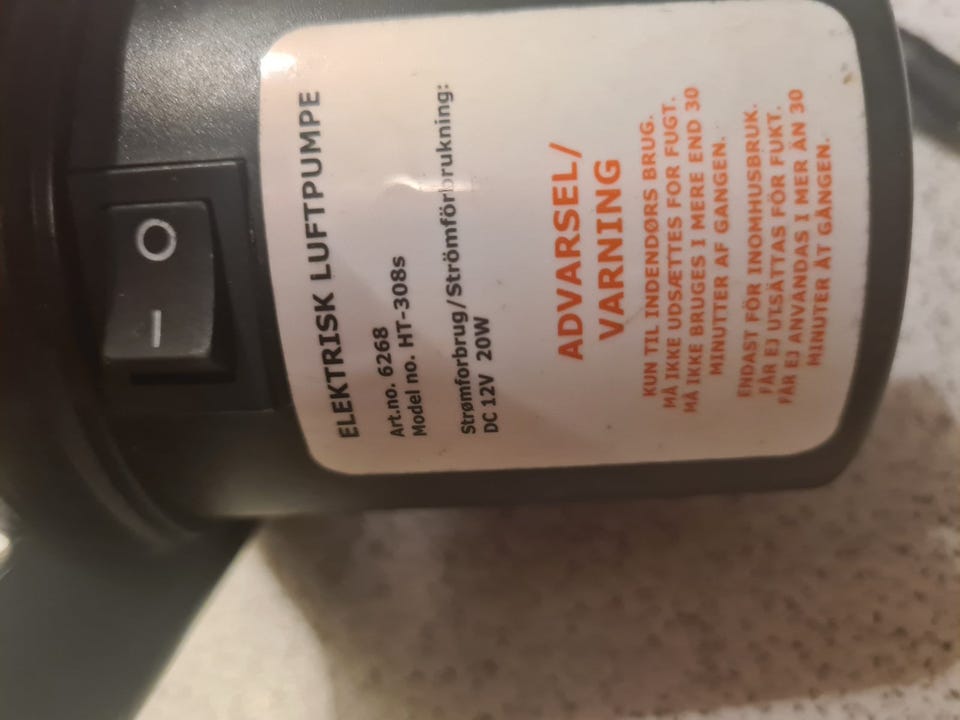 ELEKTRISK LUFTPUMPE
Art.no. 6268
Model no. HT-308s
Strømforbrug/Strömförbrukning:
DC 12V 20W
ADVARSEL/
VARNING
KUN TIL INDENDØRS BRUG.
MÅ IKKE UDSÆTTES FOR FUGT.
MÅ IKKE BRUGES I MERE END 30
MINUTTER AF GANGEN.
ENDAST FÖR INOMHUSBRUK.
FÅR EJ UTSÄTTAS FÖR FUKT.
FÅR EJ ANVÄNDAS I MER ÄN 30
MINUTER ÅT GÅNGEN.